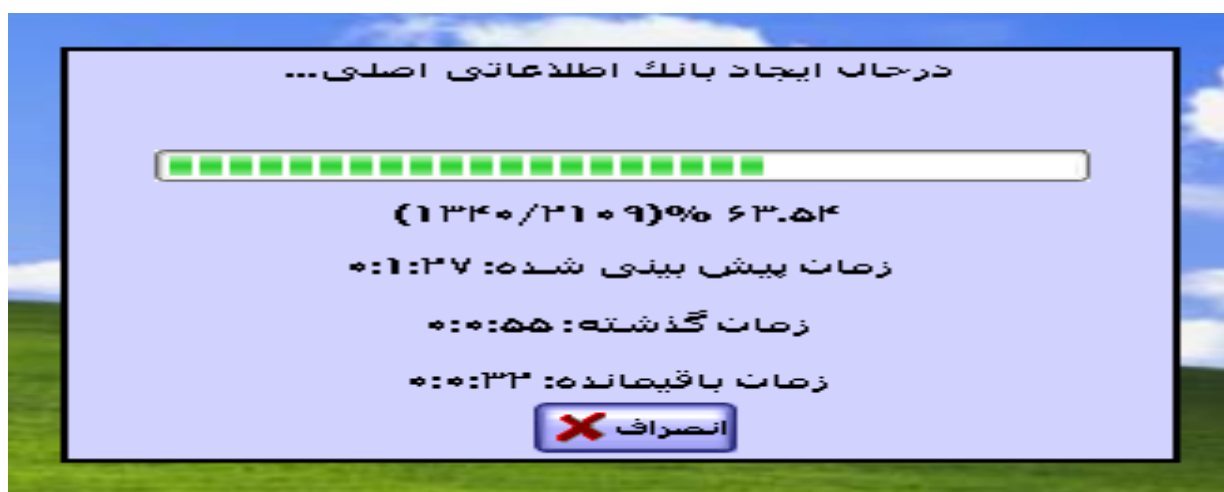 درحال ایجاد بانك اطلاعاتی اصلی...
۶۳.۵۴ %(۱۳۴۰/۲۱۰۹)
زمان پیش بینی شده: ۰:۱:۲۷
زمان گذشته: ۰:۰:۵۵
زمان باقیمانده: ۰:۰:۳۲
انصراف